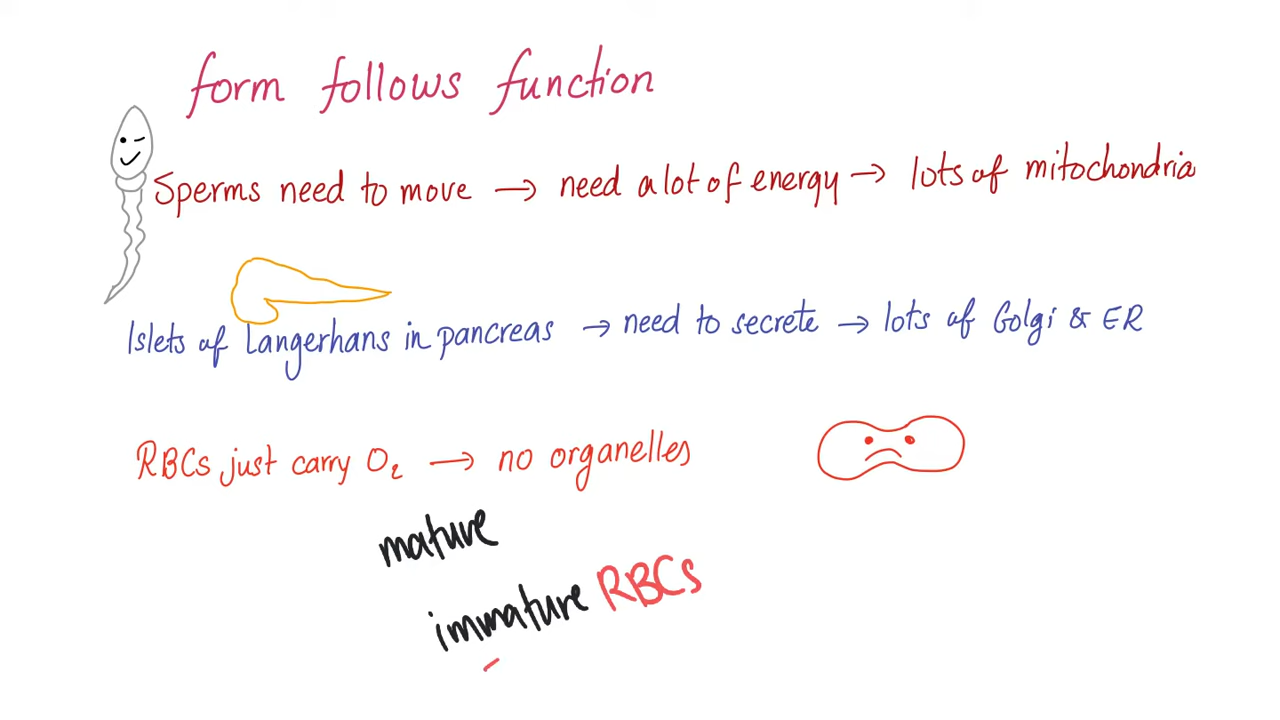 form follows function
Sperms need to move → need a lot of energy → lots of mitochondria
Islets of Langerhans in pancreas → need to secrete → lots of Golgi & ER
RBCs just carry O₂ → no organelles
mature
immature RBCs